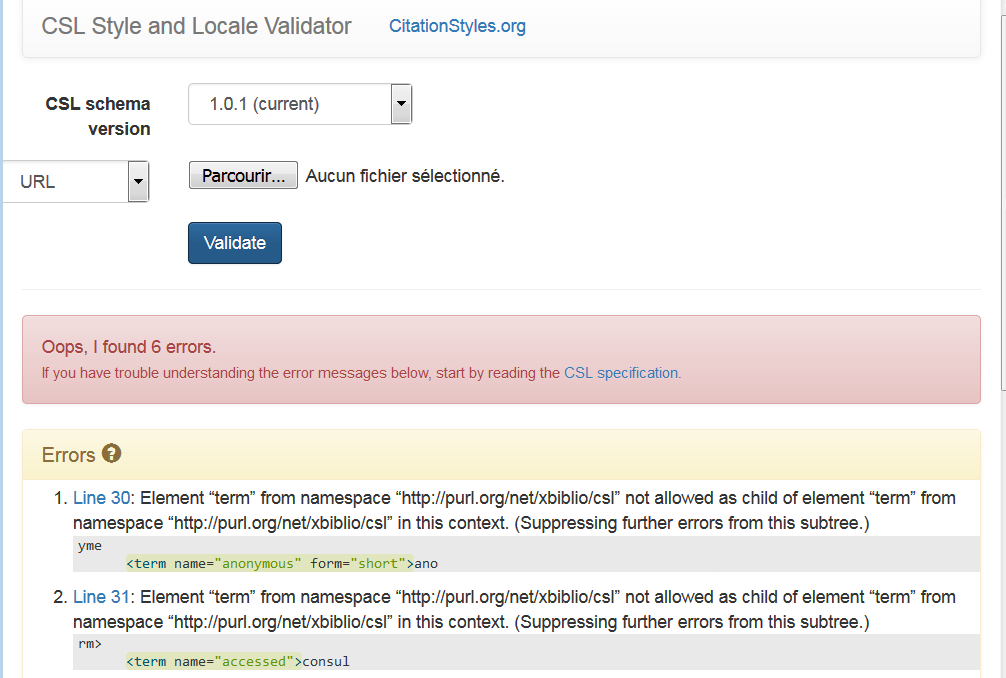 CSL Style and Locale Validator CitationStyles.org
CSL schema 1.0.1 (current)
version
URL Parcourir... Aucun fichier sélectionné.
Validate
Oops, I found 6 errors.
If you have trouble understanding the error messages below, start by reading the CSL specification.
Errors ?
1. Line 30: Element “term” from namespace “http://purl.org/net/xbiblio/csl” not allowed as child of element “term” from
namespace “http://purl.org/net/xbiblio/csl” in this context. (Suppressing further errors from this subtree.)
yme
<term name="anonymous" form="short">ano
2. Line 31: Element “term” from namespace “http://purl.org/net/xbiblio/csl” not allowed as child of element “term” from
namespace “http://purl.org/net/xbiblio/csl” in this context. (Suppressing further errors from this subtree.)
rm>
<term name="accessed">consul